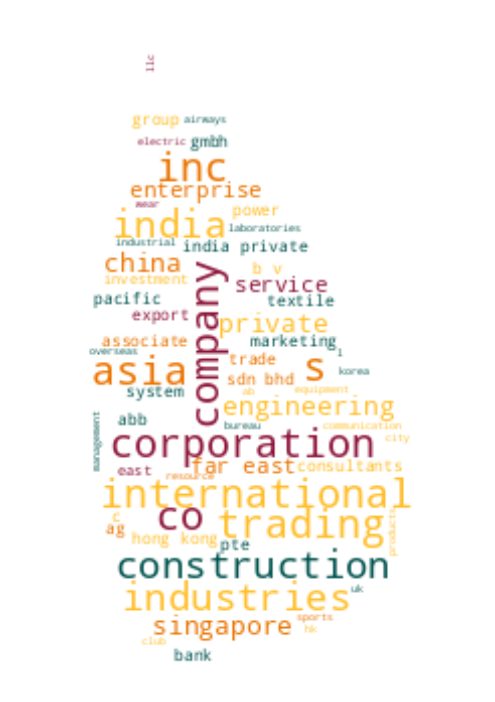 llc
group airways
electric gmbh
inc
enterprise
wear
power
india
laboratories
industrial india private
china
b v
investment
service
pacific
textile
company
export
private
associate
marketing
1
overseas
trade
asia
s
korea
sdn bhd
system
ab
equipment
engineering
management
abb
bureau
communication
corporation
city
far east
consultants
east
resource
international
c
co
trading
products
ag
hong kong
pte
construction
uk
industries
sports
singapore
hk
club
bank